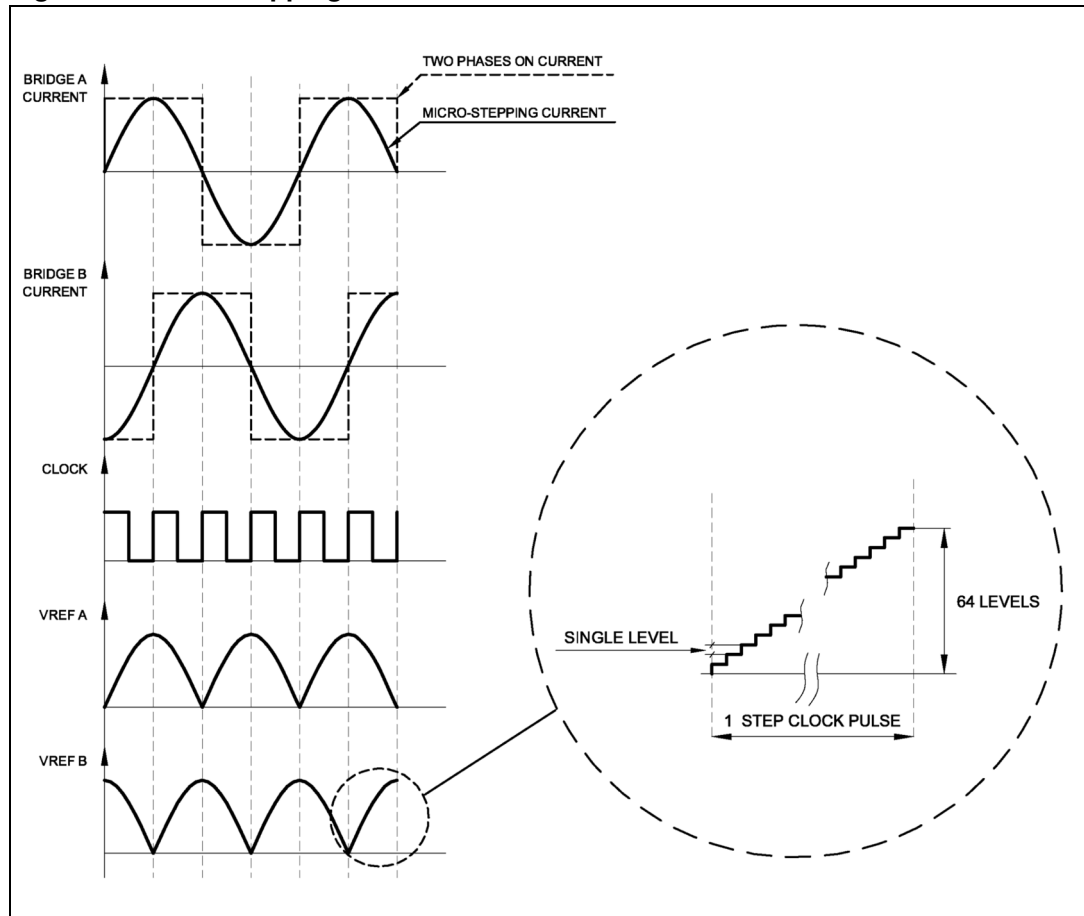 BRIDGE A
CURRENT
TWO PHASES ON CURRENT
MICRO-STEPPING CURRENT
BRIDGE B
CURRENT
CLOCK
VREF A
VREF B
SINGLE LEVEL
64 LEVELS
1 STEP CLOCK PULSE